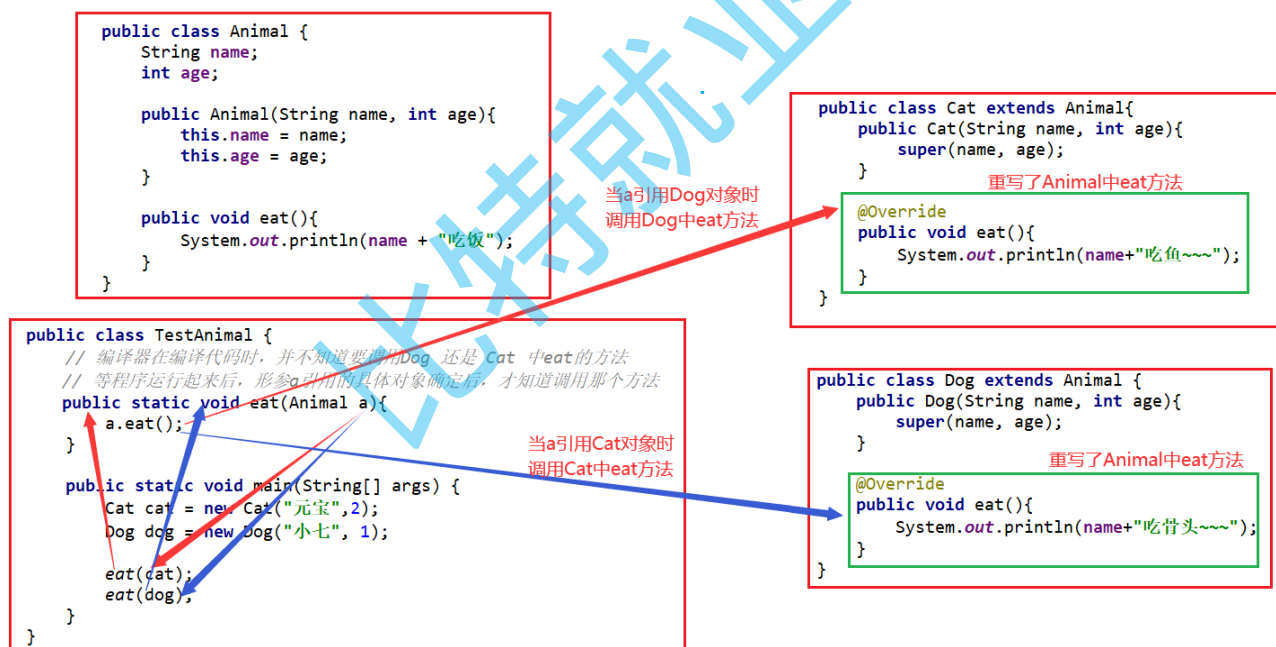 public class Animal {
String name;
int age;
public Animal(String name, int age){
this.name = name;
this.age = age;
}
public void eat(){
System.out.println(name + "吃饭");
}
}
当a引用Dog对象时
调用Dog中eat方法
public class Cat extends Animal{
public Cat(String name, int age){
super(name, age);
}
重写了Animal中eat方法
@Override
public void eat(){
System.out.println(name+"吃鱼~~~");
}
}
public class TestAnimal {
// 编译器在编译代码时，并不知道要调用Dog 还是 Cat 中eat的方法
// 等程序运行起来后，形参a引用的具体对象确定后，才知道调用那个方法
public static void eat(Animal a){
a.eat();
}
public static void main(String[] args) {
Cat cat = new Cat("元宝",2);
Dog dog = new Dog("小七", 1);
eat(cat);
eat(dog);
}
}
当a引用Cat对象时
调用Cat中eat方法
public class Dog extends Animal {
public Dog(String name, int age){
super(name, age);
}
重写了Animal中eat方法
@Override
public void eat(){
System.out.println(name+"吃骨头~~~");
}
}
比特就业